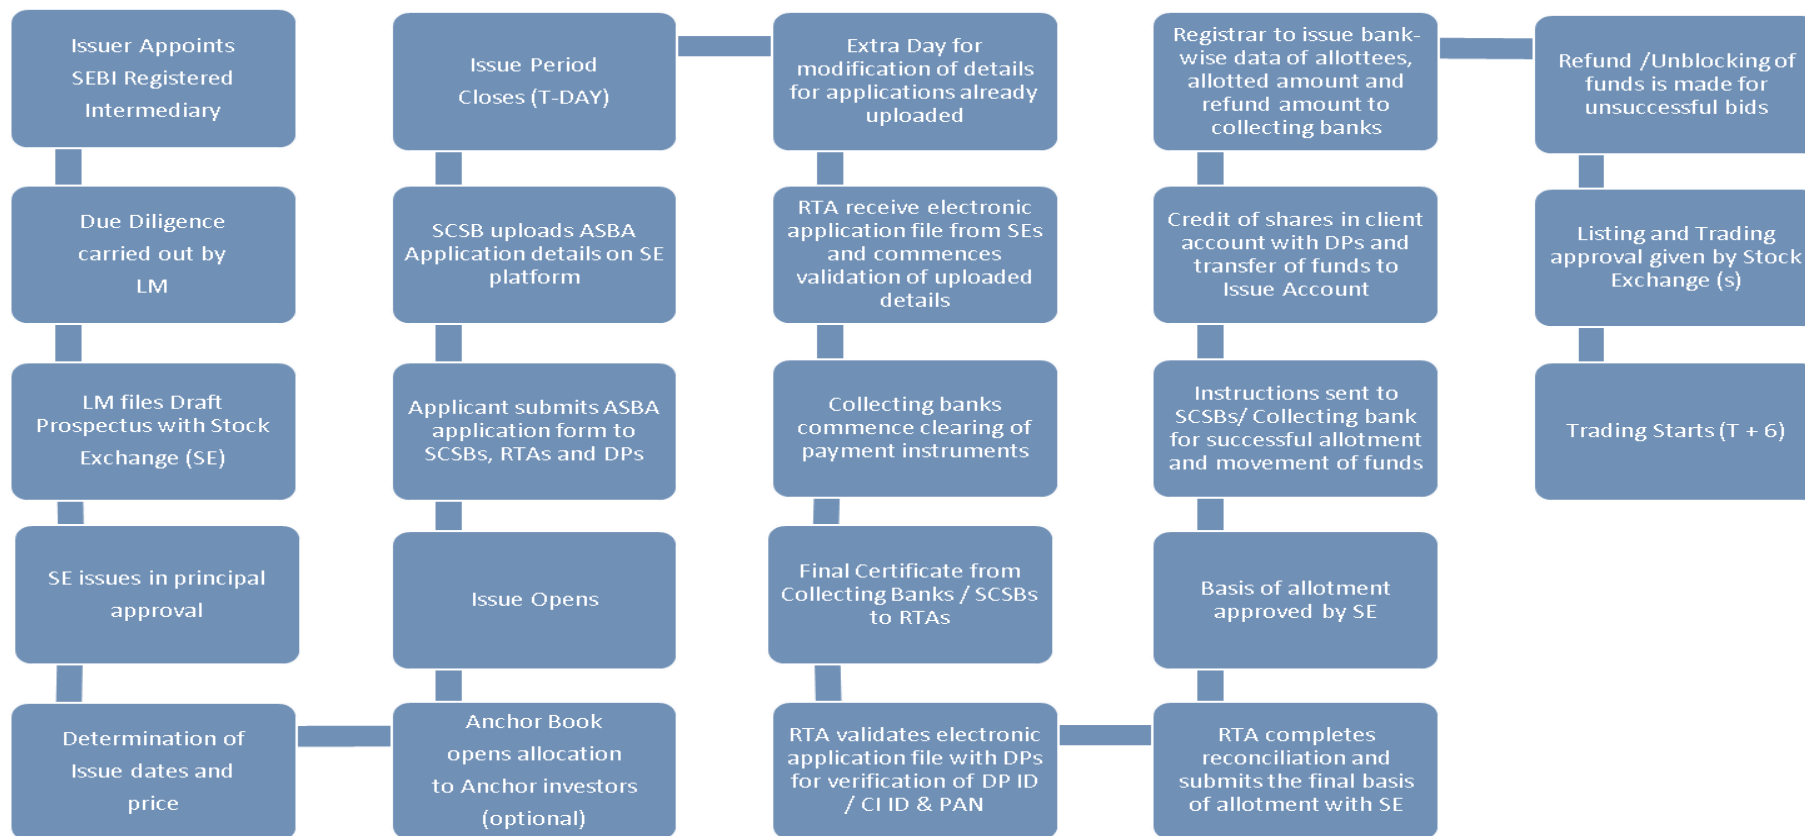 Issuer Appoints
SEBI Registered
Intermediary
Due Diligence
carried out by
LM
LM files Draft
Prospectus with Stock
Exchange (SE)
SE issues in principal
approval
Determination of
Issue dates and
price
Anchor Book
opens allocation
to Anchor investors
(optional)
Issue Opens
Applicant submits ASBA
application form to
SCSBs, RTAs and DPs
SCSB uploads ASBA
Application details on SE
platform
Issue Period
Closes (T-DAY)
Extra Day for
modification of details
for applications already
uploaded
RTA receive electronic
application file from SEs
and commences
validation of uploaded
details
Collecting banks
commence clearing of
payment instruments
Final Certificate from
Collecting Banks / SCSBs
to RTAs
RTA validates electronic
application file with DPs
for verification of DP ID
/ CI ID & PAN
RTA completes
reconciliation and
submits the final basis
of allotment with SE
Basis of allotment
approved by SE
Instructions sent to
SCSBs/ Collecting bank
for successful allotment
and movement of funds
Credit of shares in client
account with DPs and
transfer of funds to
Issue Account
Registrar to issue bank-
wise data of allottees,
allotted amount and
refund amount to
collecting banks
Refund /Unblocking of
funds is made for
unsuccessful bids
Listing and Trading
approval given by Stock
Exchange (s)
Trading Starts (T + 6)